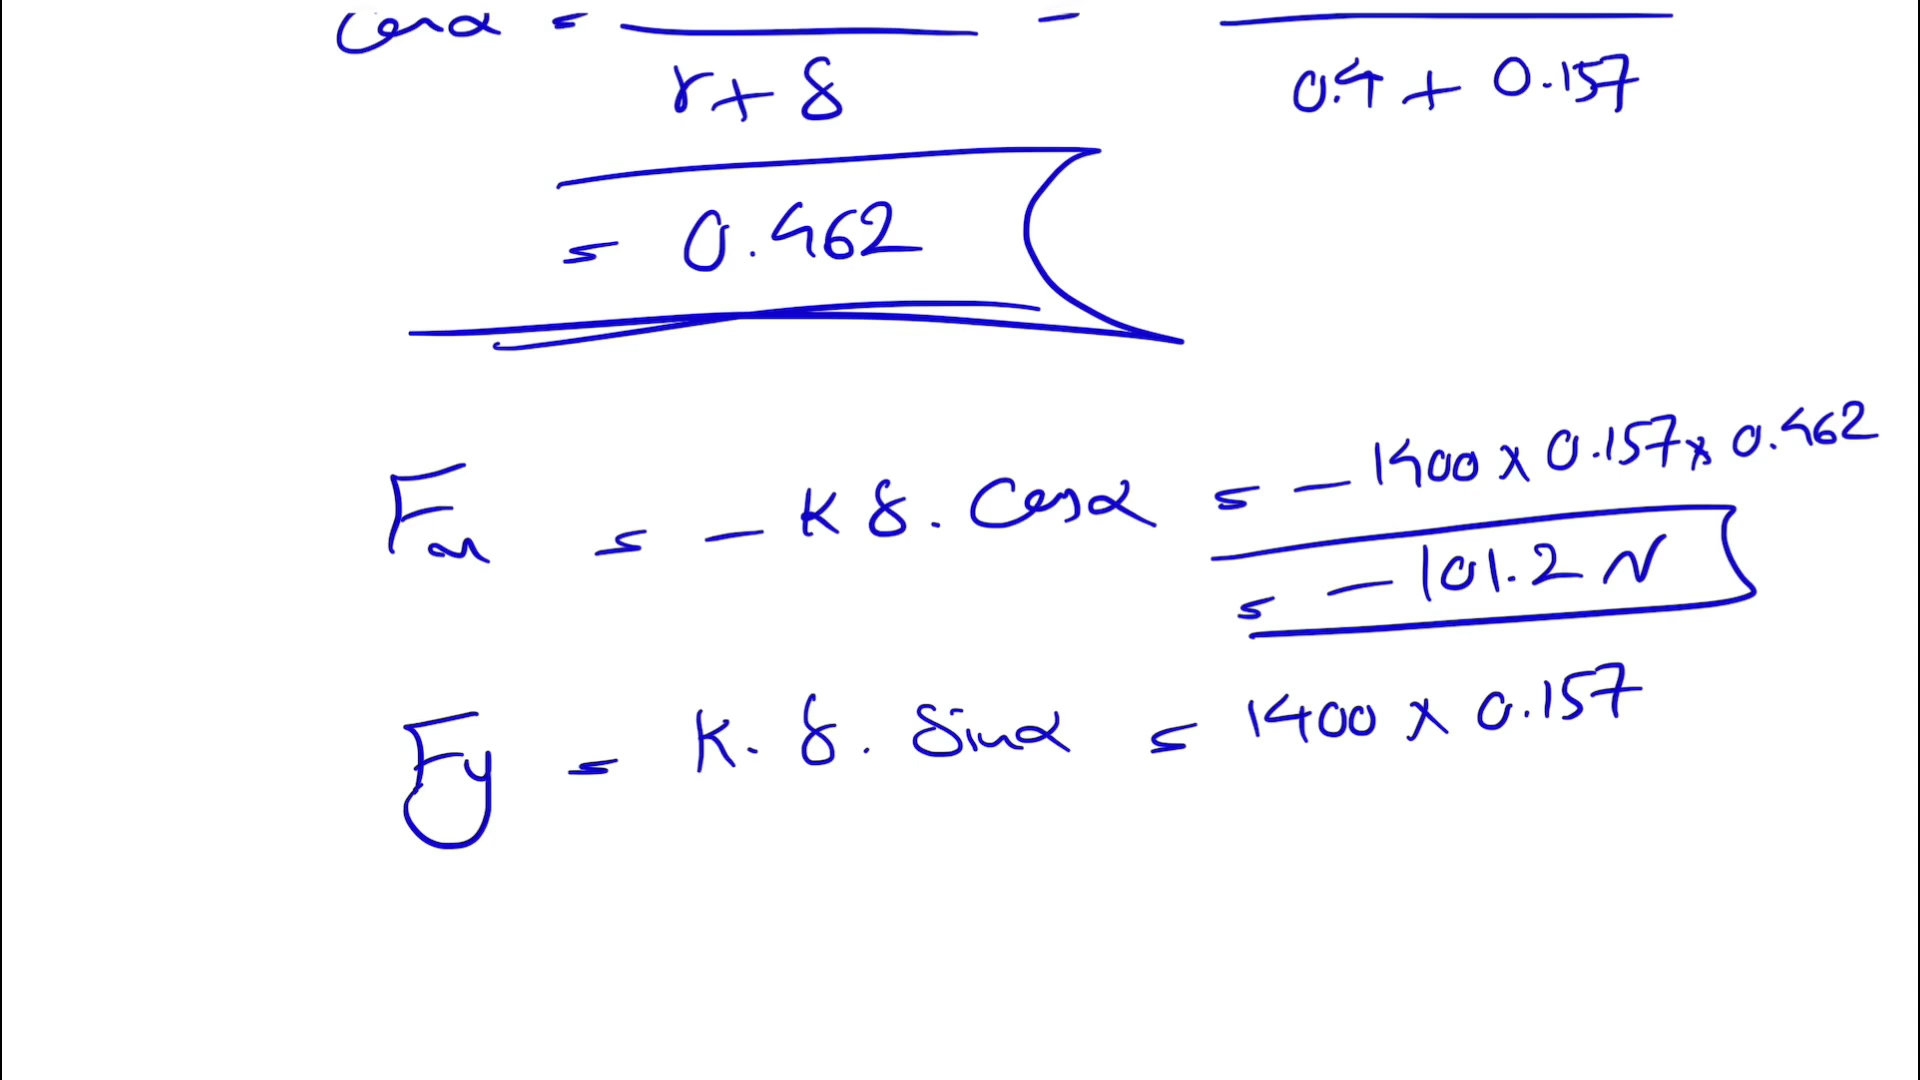 Cosα = ――― = ―――
r + δ 0.4 + 0.157
= 0.462
Fx = - K δ. Cosα = - 1400 x 0.157 x 0.462
= - 101.2 N
Fy = K. δ. Sinα = 1400 x 0.157